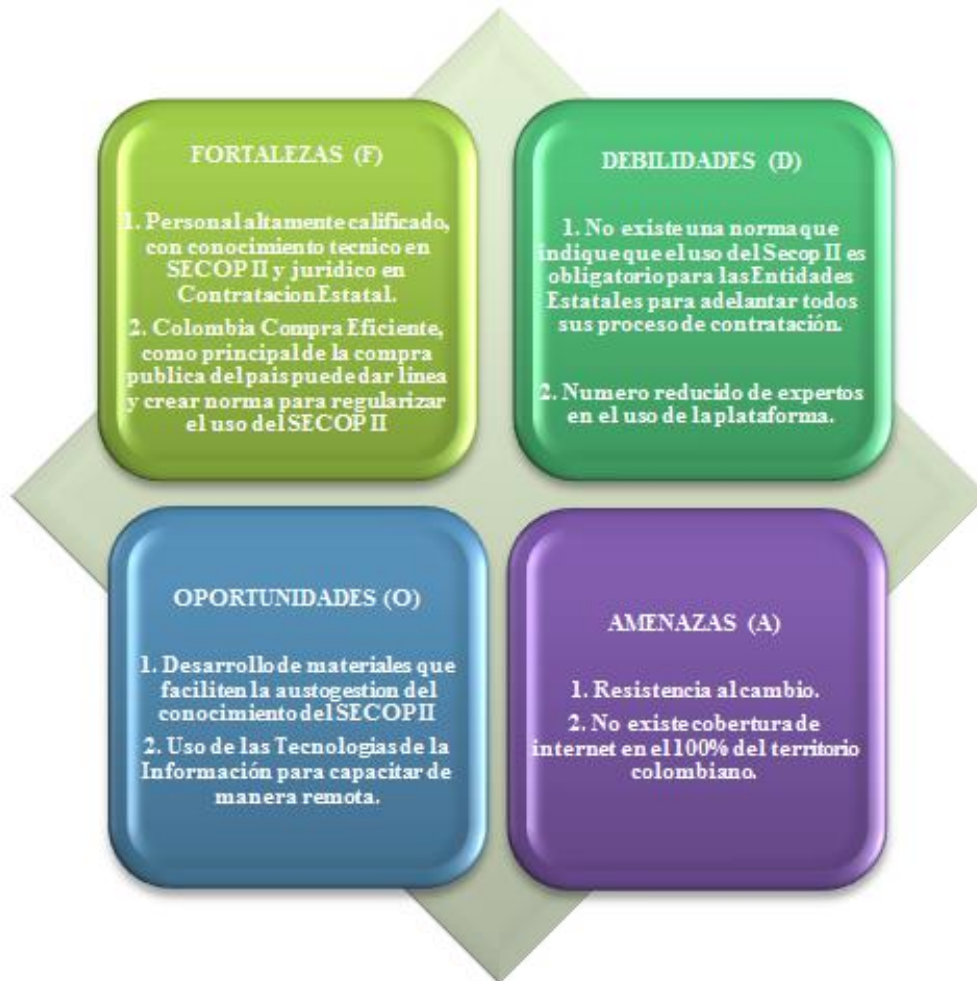 FORTALEZAS (F)
1. Personal altamente calificado,
con conocimiento tecnico en
SECOP II y juridico en
Contratacion Estatal.
2. Colombia Compra Eficiente,
como principal de la compra
publica del pais puede dar línea
y crear norma para regularizar
el uso del SECOP II
DEBILIDADES (D)
1. No existe una norma que
indique que el uso del Secop II es
obligatorio para las Entidades
Estatales para adelantar todos
sus proceso de contratación.
2. Numero reducido de expertos
en el uso de la plataforma.
OPORTUNIDADES (O)
1. Desarrollo de materiales que
faciliten la austogestion del
conocimiento del SECOP II
2. Uso de las Tecnologias de la
Información para capacitar de
manera remota.
AMENAZAS (A)
1. Resistencia al cambio.
2. No existe cobertura de
internet en el 100% del territorio
colombiano.